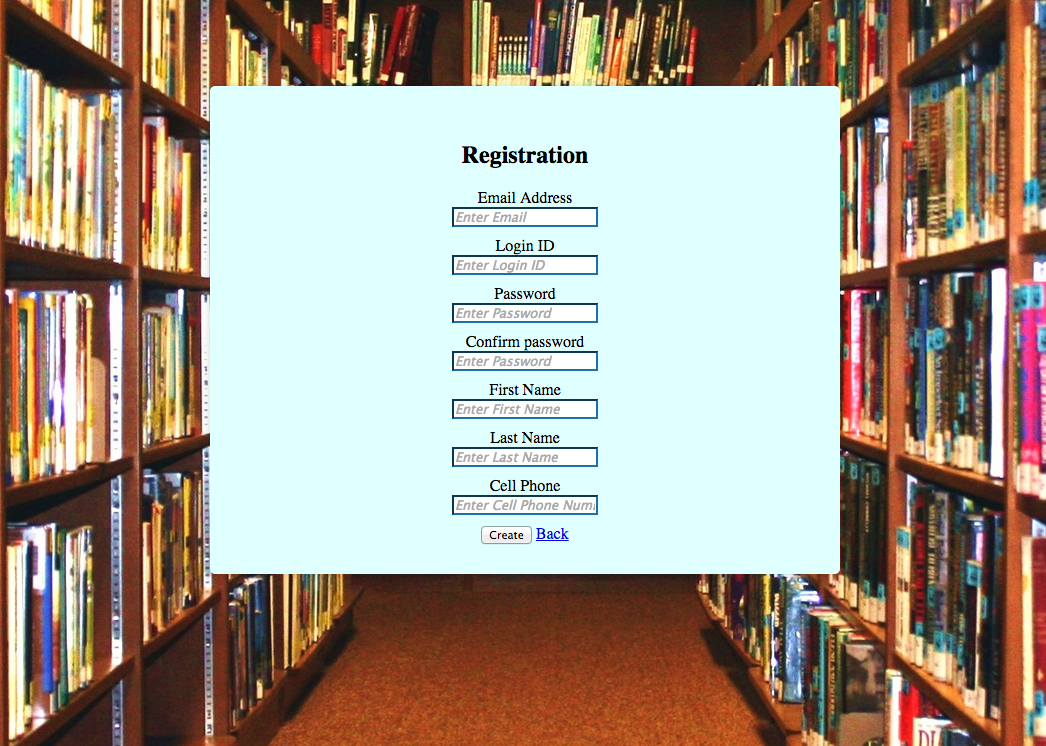 Registration
Email Address
Enter Email
Login ID
Enter Login ID
Password
Enter Password
Confirm password
Enter Password
First Name
Enter First Name
Last Name
Enter Last Name
Cell Phone
Enter Cell Phone Num
Create Back